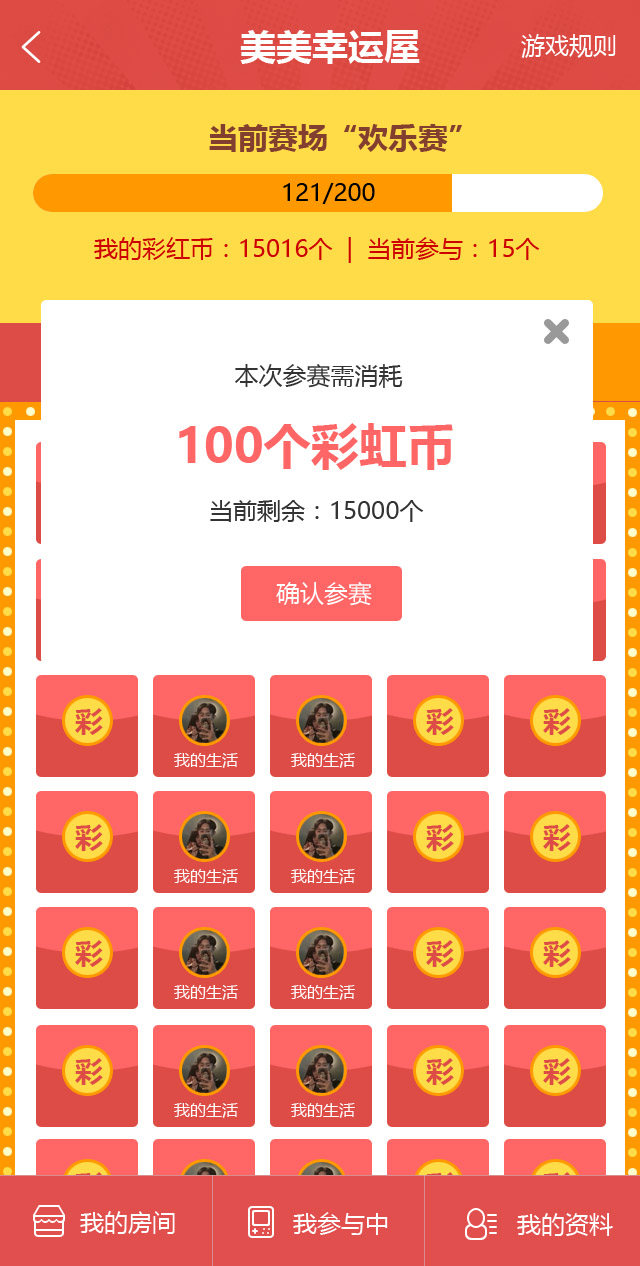 美美幸运屋 游戏规则
当前赛场“欢乐赛”
121/200
我的彩红币：15016个 | 当前参与：15个
本次参赛需消耗
100个彩虹币
当前剩余：15000个
确认参赛
彩 彩 彩
我的生活 我的生活
彩 彩 彩
我的生活 我的生活
彩 彩 彩
我的生活 我的生活
彩 彩 彩
我的生活 我的生活
彩 彩 彩
我的房间 我参与中 我的资料